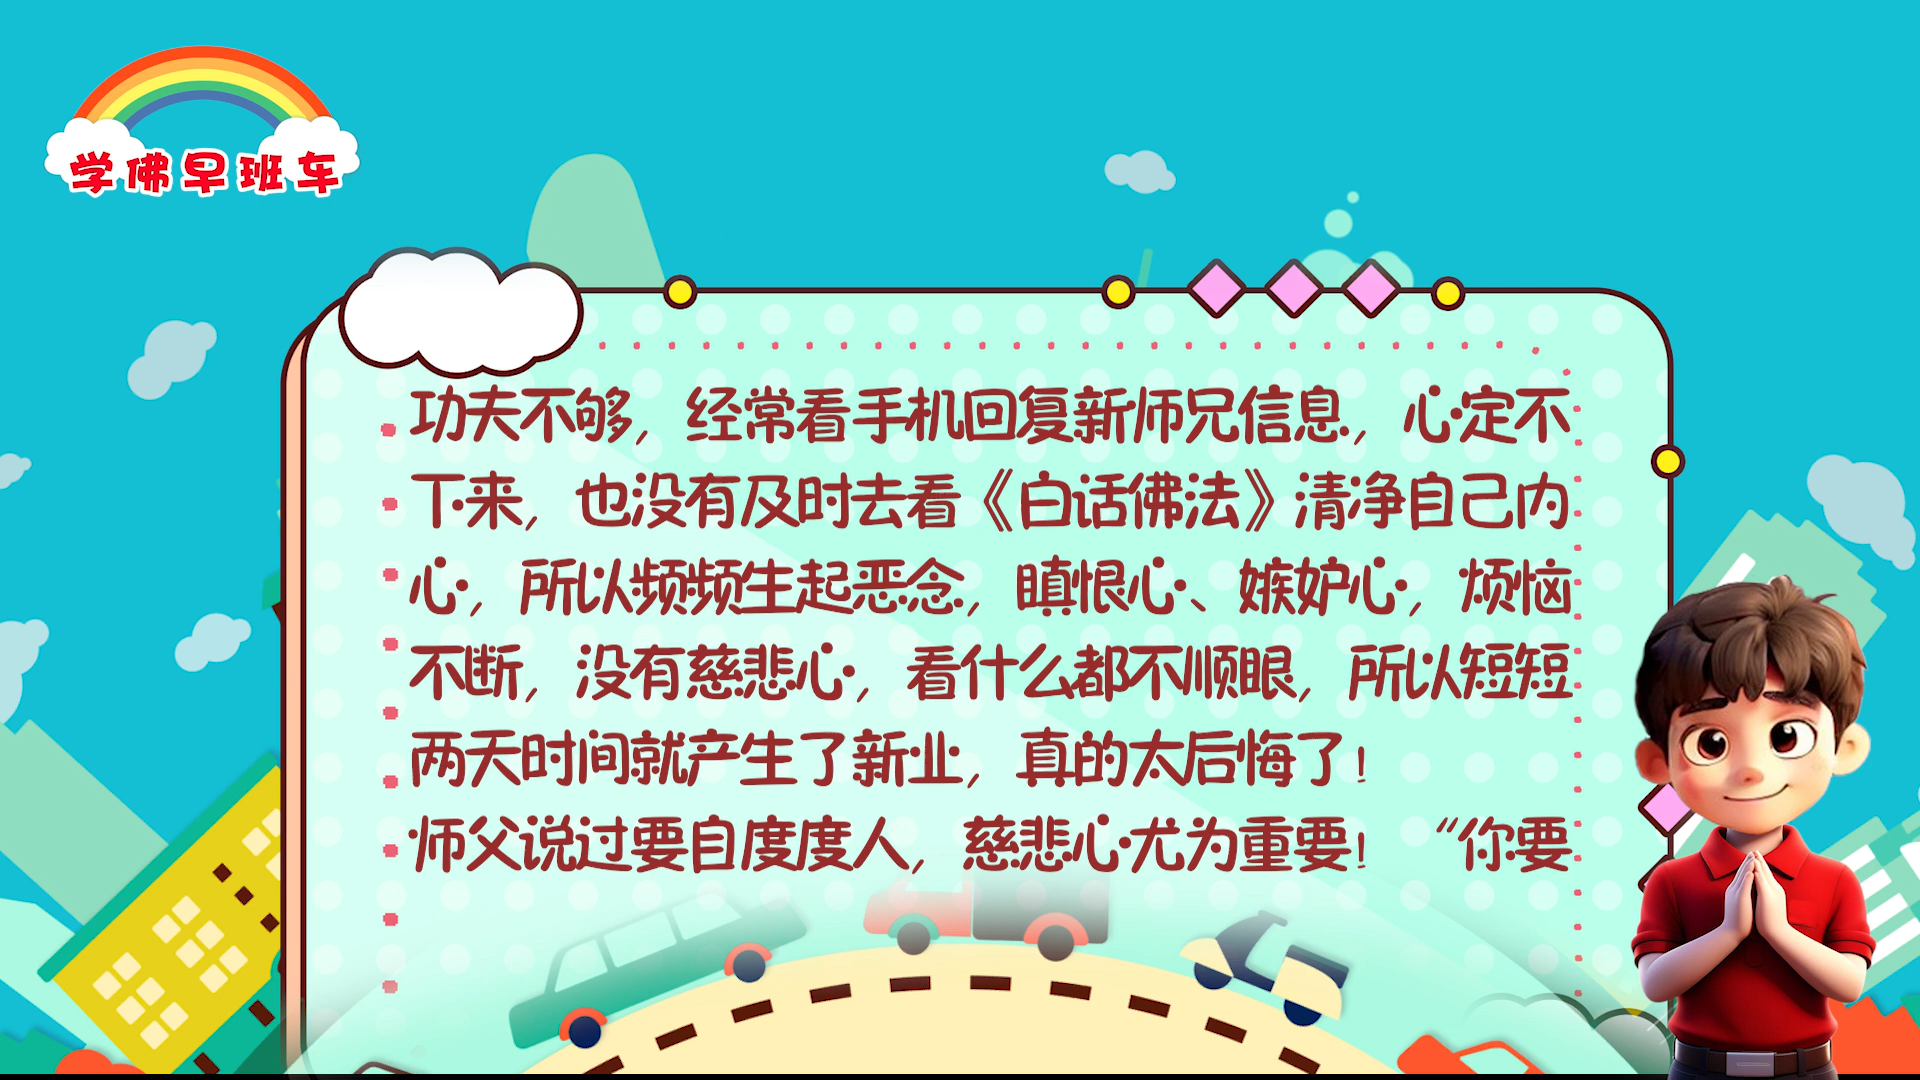 学佛早班车
功夫不够，经常看手机回复新师兄信息，心定不
下来，也没有及时去看《白话佛法》清净自己内
心，所以频频生起恶念，瞋恨心、嫉妒心，烦恼
不断，没有慈悲心，看什么都不顺眼，所以短短
两天时间就产生了新业，真的太后悔了！
师父说过要自度度人，慈悲心尤为重要！“你要